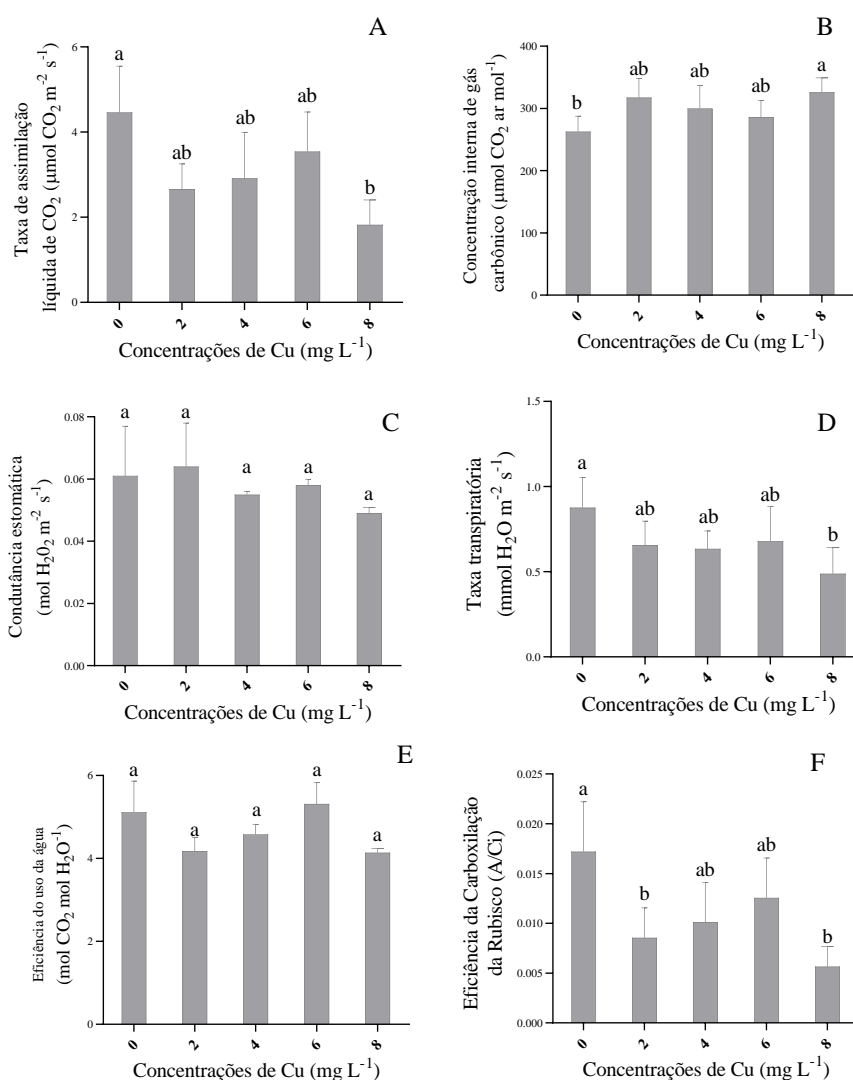 A
Taxa de assimilação
líquida de CO₂ (μmol CO₂ m⁻² s⁻¹)
6
4
2
0
a
ab
ab
ab
b
0
2
4
6
8
Concentrações de Cu (mg L⁻¹)
B
Concentração interna de gás
carbônico (μmol CO₂ ar mol⁻¹)
400
300
200
100
0
b
ab
ab
ab
a
0
2
4
6
8
Concentrações de Cu (mg L⁻¹)
C
Condutância estomática
(mol H₂0₂ m⁻² s⁻¹)
0.08
0.06
0.04
0.02
0.00
a
a
a
a
a
0
2
4
6
8
Concentrações de Cu (mg L⁻¹)
D
Taxa transpiratória
(mmol H₂O m⁻² s⁻¹)
1.5
1.0
0.5
0.0
a
ab
ab
ab
b
0
2
4
6
8
Concentrações de Cu (mg L⁻¹)
E
Eficiência do uso da água
(mol CO₂ mol H₂O⁻¹)
6
4
2
0
a
a
a
a
a
0
2
4
6
8
Concentrações de Cu (mg L⁻¹)
F
Eficiência da Carboxilação
da Rubisco (A/Ci)
0.025
0.020
0.015
0.010
0.005
0.000
a
b
ab
ab
b
0
2
4
6
8
Concentrações de Cu (mg L⁻¹)